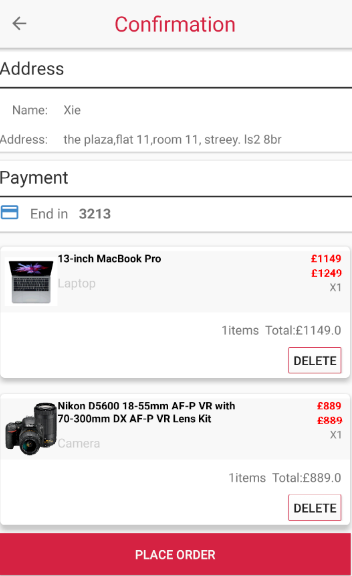 Confirmation
Address
Name: Xie
Address: the plaza,flat 11,room 11, streey. ls2 8br
Payment
End in 3213
13-inch MacBook Pro £1149
Laptop £1249
X1
1items Total:£1149.0
DELETE
Nikon D5600 18-55mm AF-P VR with £889
70-300mm DX AF-P VR Lens Kit £889
Camera X1
1items Total:£889.0
DELETE
PLACE ORDER